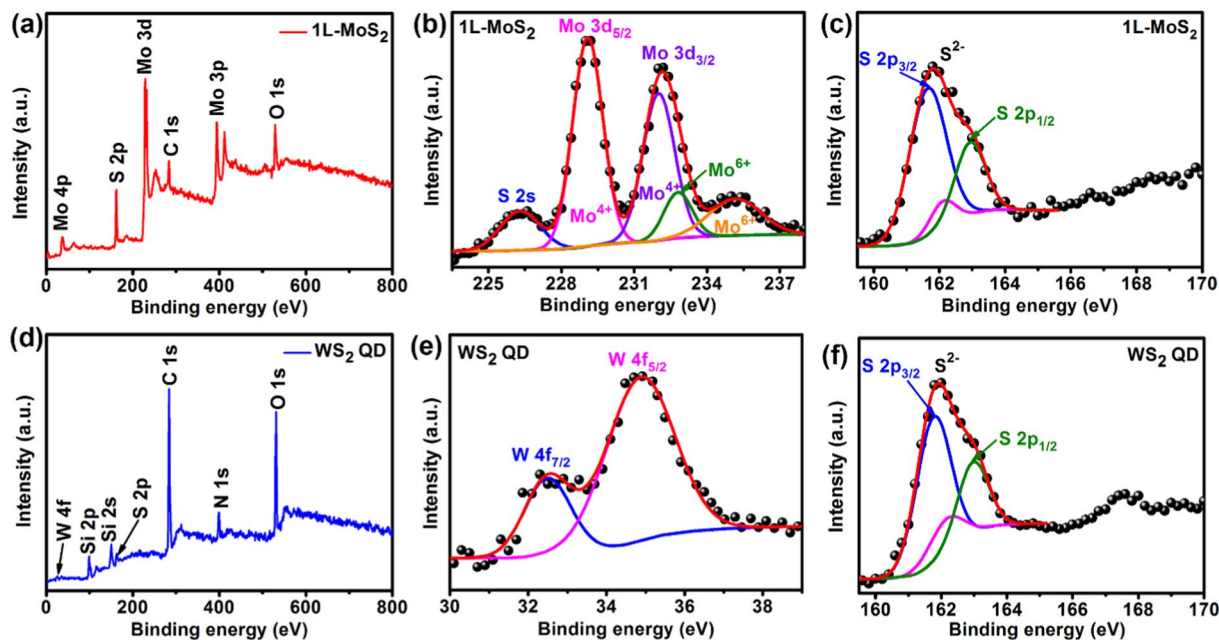 (a)
1L-MoS₂
Mo 4p
S 2p
Mo 3d
C 1s
Mo 3p
O 1s
Intensity (a.u.)
0 200 400 600 800
Binding energy (eV)
(b)
1L-MoS₂
Mo 3d₅/₂
Mo 3d₃/₂
S 2s
Mo⁴⁺
Mo⁴⁺
Mo⁶⁺
Mo⁶⁺
Intensity (a.u.)
225 228 231 234 237
Binding energy (eV)
(c)
1L-MoS₂
S 2p₃/₂
S²⁻
S 2p₁/₂
Intensity (a.u.)
160 162 164 166 168 170
Binding energy (eV)
(d)
WS₂ QD
W 4f
Si 2p
Si 2s
S 2p
C 1s
N 1s
O 1s
Intensity (a.u.)
0 200 400 600 800
Binding energy (eV)
(e)
WS₂ QD
W 4f₅/₂
W 4f₇/₂
Intensity (a.u.)
30 32 34 36 38
Binding energy (eV)
(f)
WS₂ QD
S 2p₃/₂
S²⁻
S 2p₁/₂
Intensity (a.u.)
160 162 164 166 168 170
Binding energy (eV)